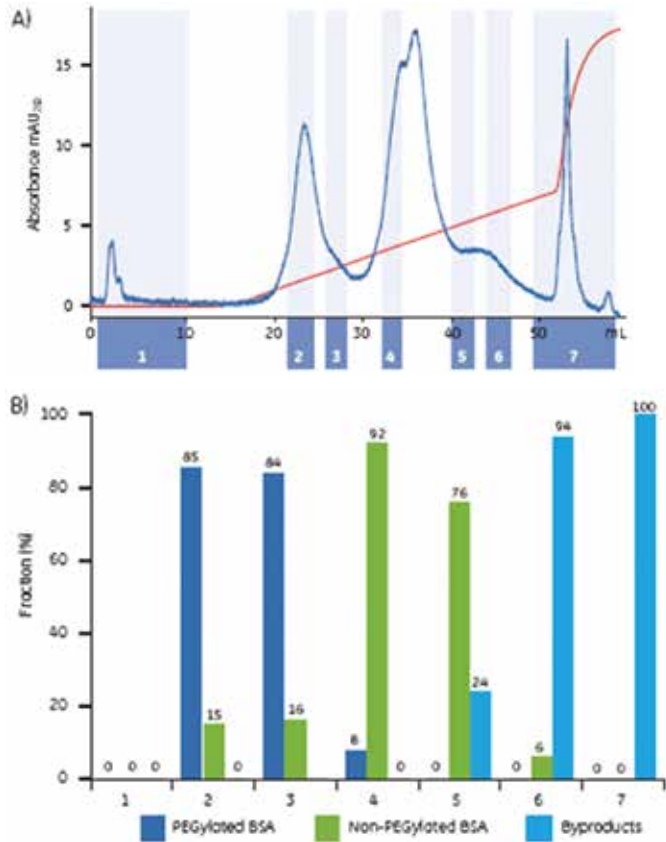 A)
Absorbance mAU
15
10
5
0
0 10 20 30 40 50 mL
1 2 3 4 5 6 7
B)
Fraction (%)
100
80
60
40
20
0
0 0 0 85 15 0 84 16 8 92 0 0 76 24 0 6 94 0 0 100
1 2 3 4 5 6 7
PEGylated BSA Non-PEGylated BSA Byproducts